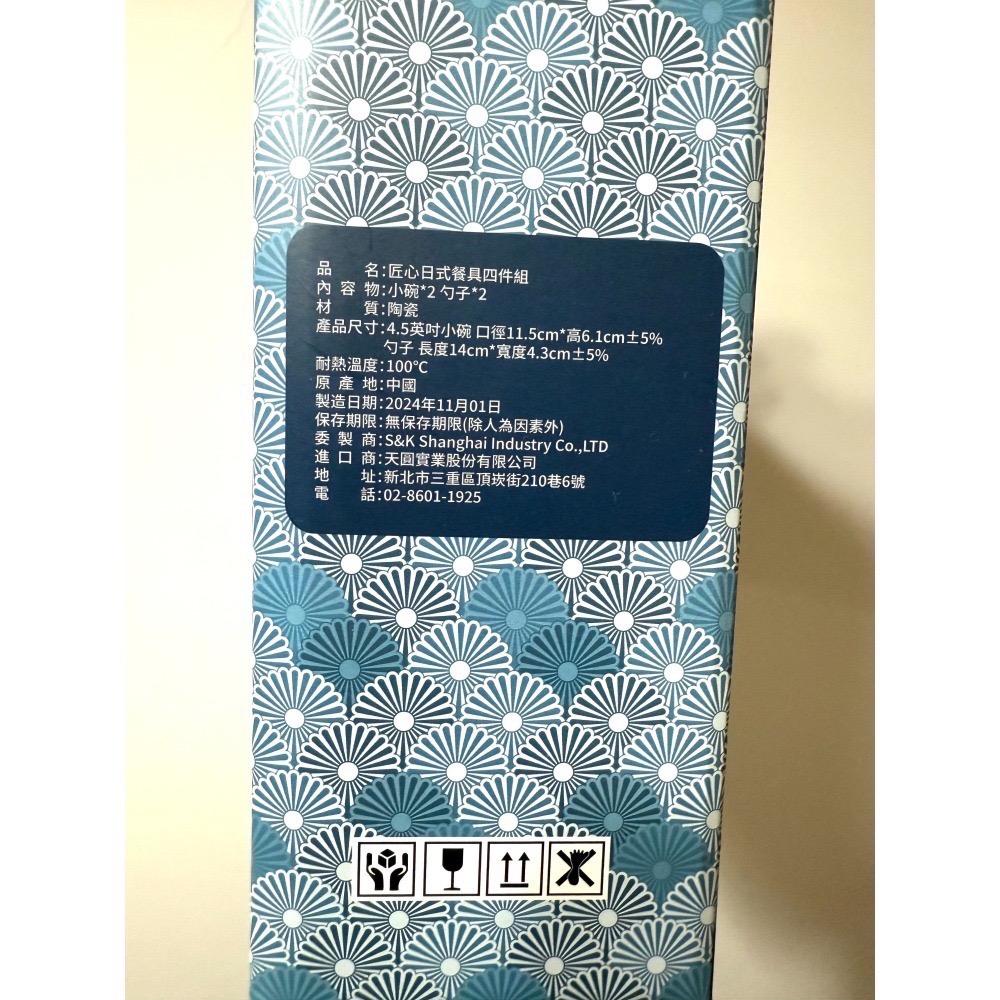 品名:匠心日式餐具四件組
內容物:小碗*2 勺子*2
材質:陶瓷
產品尺寸:4.5英吋小碗 口徑11.5cm*高6.1cm±5%
勺子 長度14cm*寬度4.3cm±5%
耐熱溫度:100°C
原產地:中國
製造日期:2024年11月01日
保存期限:無保存期限(除人為因素外)
委製商:S&K Shanghai Industry Co.,LTD
進口商:天圓實業股份有限公司
地址:新北市三重區頂崁街210巷6號
電話:02-8601-1925